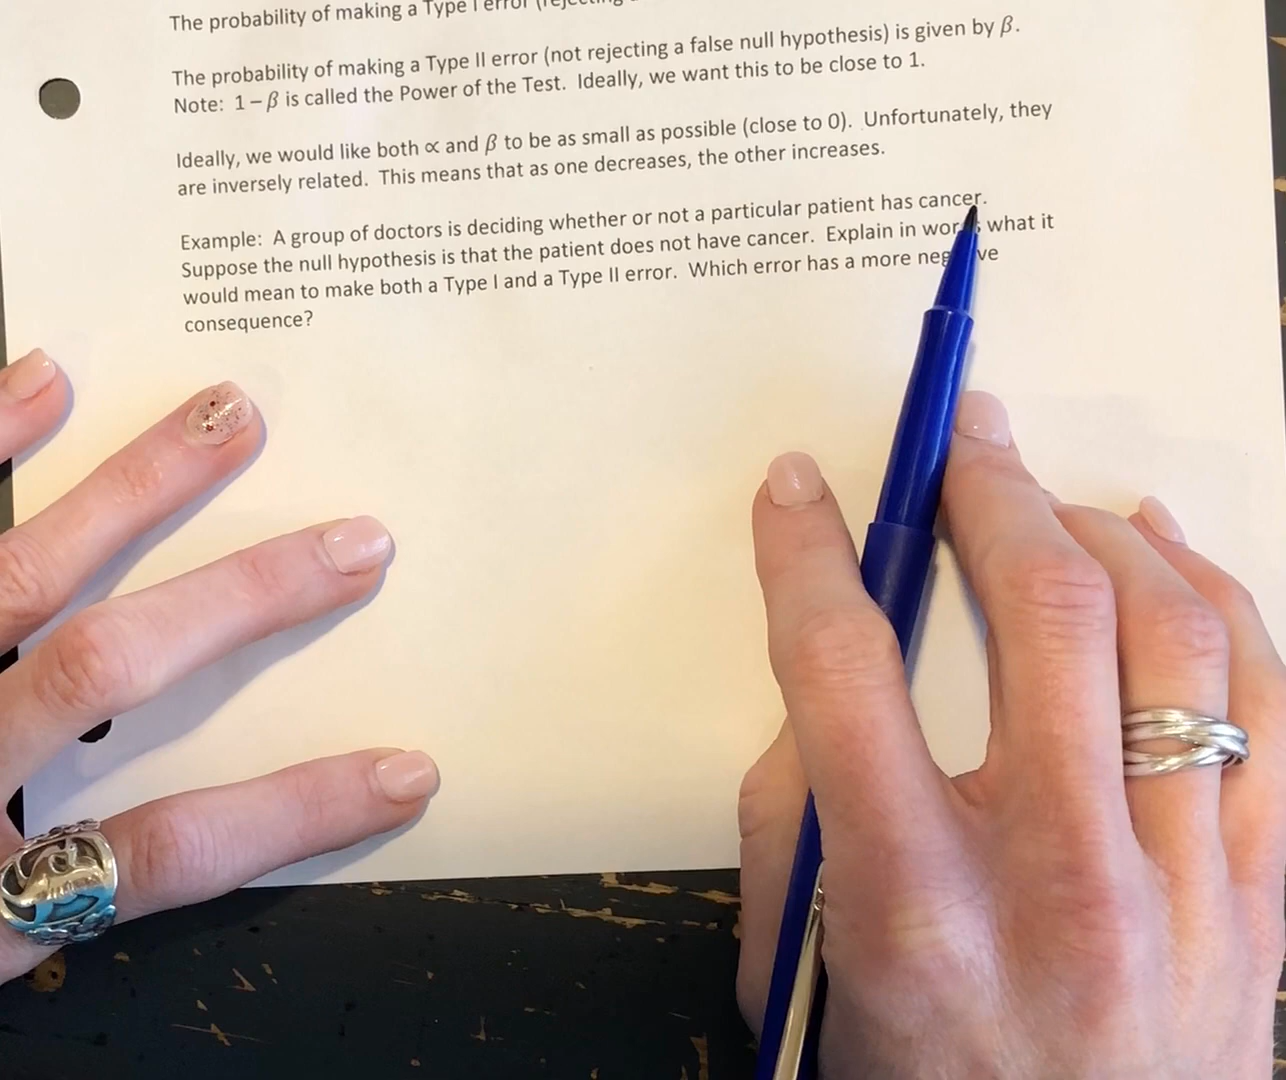 The probability of making a Type I error (rejecting
The probability of making a Type II error (not rejecting a false null hypothesis) is given by β.
Note: 1 – β is called the Power of the Test. Ideally, we want this to be close to 1.
Ideally, we would like both ∝ and β to be as small as possible (close to 0). Unfortunately, they
are inversely related. This means that as one decreases, the other increases.
Example: A group of doctors is deciding whether or not a particular patient has cancer.
Suppose the null hypothesis is that the patient does not have cancer. Explain in words what it
would mean to make both a Type I and a Type II error. Which error has a more negative
consequence?